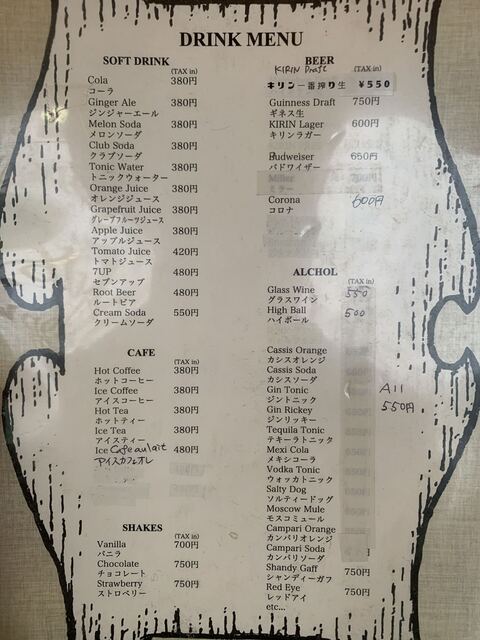 DRINK MENU
SOFT DRINK
(TAX in)
Cola 380円
コーラ
Ginger Ale 380円
ジンジャーエール
Melon Soda 380円
メロンソーダ
Club Soda 380円
クラブソーダ
Tonic Water 380円
トニックウォーター
Orange Juice 380円
オレンジジュース
Grapefruit Juice 380円
グレープフルーツジュース
Apple Juice 380円
アップルジュース
Tomato Juice 420円
トマトジュース
7UP 480円
セブンアップ
Root Beer 480円
ルートビア
Cream Soda 550円
クリームソーダ
CAFE
(TAX in)
Hot Coffee 380円
ホットコーヒー
Ice Coffee 380円
アイスコーヒー
Hot Tea 380円
ホットティー
Ice Tea 380円
アイスティー
Ice Cafe au lait 480円
アイスカフェオレ
SHAKES
(TAX in)
Vanilla 700円
バニラ
Chocolate 750円
チョコレート
Strawberry 750円
ストロベリー
BEER
KIRIN Draft (TAX in)
キリン一番搾り生 ¥550
Guinness Draft 750円
ギネス生
KIRIN Lager 600円
キリンラガー
Budweiser 650円
バドワイザー
Miller 700円
ミラー
Corona 600円
コロナ
ALCHOL
(TAX in)
Glass Wine 550
グラスワイン
High Ball 500
ハイボール
Cassis Orange
カシスオレンジ
Cassis Soda
カシスソーダ
Gin Tonic
ジントニック
Gin Rickey
ジンリッキー
Tequila Tonic
テキーラトニック
Mexi Cola
メキシコーラ
Vodka Tonic
ウォッカトニック
Salty Dog
ソルティードッグ
Moscow Mule
モスコミュール
Campari Orange
カンパリオレンジ
Campari Soda
カンパリソーダ
All
550円
Shandy Gaff 750円
シャンディーガフ
Red Eye 750円
レッドアイ
etc...